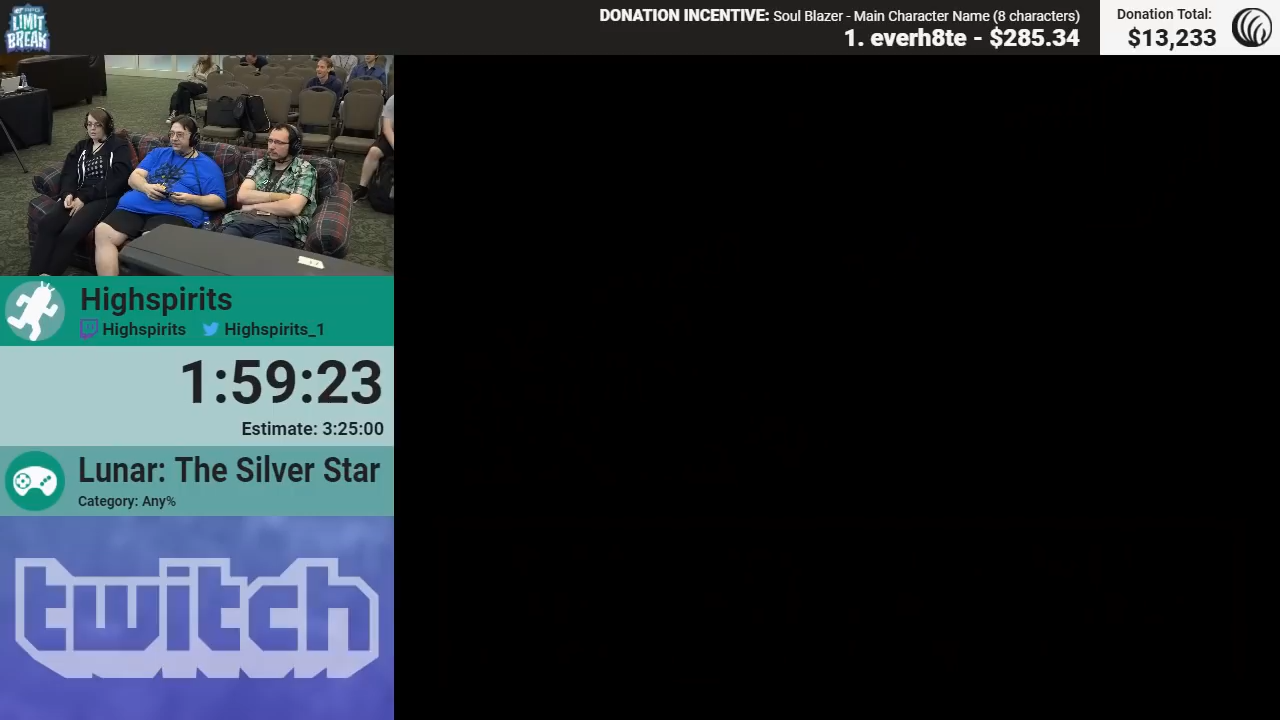 RPG
LIMIT
BREAK
DONATION INCENTIVE: Soul Blazer - Main Character Name (8 characters)
1. everh8te - $285.34
Donation Total:
$13,233
Highspirits
Highspirits Highspirits_1
1:59:23
Estimate: 3:25:00
Lunar: The Silver Star
Category: Any%
twitch